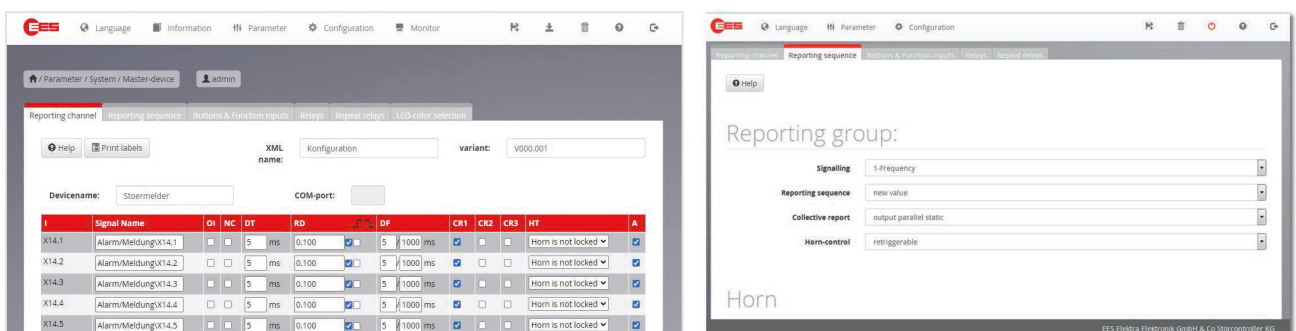 EES Language Information Parameter Configuration Monitor
/ Parameter / System / Master-device admin
Reporting channel Reporting sequence Buttons & Function inputs Relays Repeat relays LED-color selection
Help Print labels XML name: Konfiguration variant: V000.001
Devicename: Stoermelder COM-port:
I Signal Name OI NC DT RD DF CR1 CR2 CR3 HT A
X14.1 Alarm/Meldung\X14.1 5 ms 0.100 5 / 1000 ms Horn is not locked
X14.2 Alarm/Meldung\X14.2 5 ms 0.100 5 / 1000 ms Horn is not locked
X14.3 Alarm/Meldung\X14.3 5 ms 0.100 5 / 1000 ms Horn is not locked
X14.4 Alarm/Meldung\X14.4 5 ms 0.100 5 / 1000 ms Horn is not locked
X14.5 Alarm/Meldung\X14.5 5 ms 0.100 5 / 1000 ms Horn is not locked
EES Language Parameter Configuration
Reporting channel Reporting sequence Buttons & Function inputs Relays Repeat relays
Help
Reporting group:
Signalling 1-Frequency
Reporting sequence new value
Collective report output parallel static
Horn-control retriggerable
Horn
EES Elektra Elektronik GmbH & Co Störcontroller KG